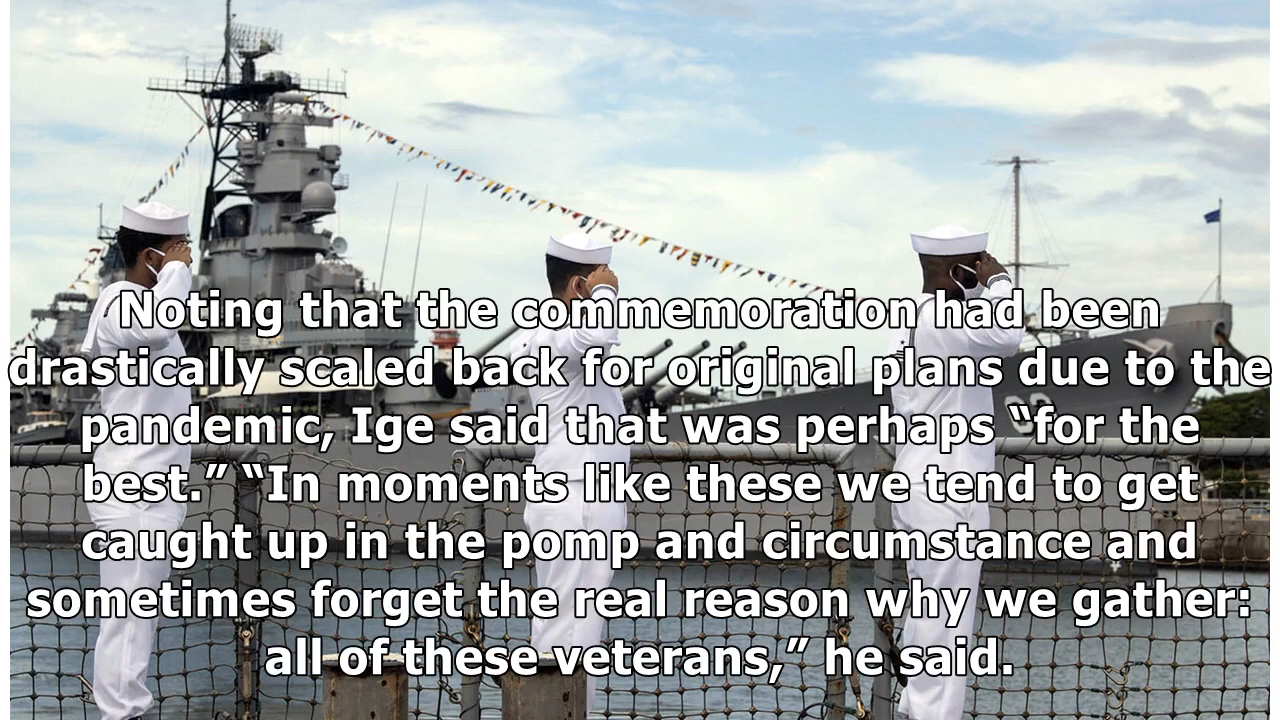 Noting that the commemoration had been
drastically scaled back for original plans due to the
pandemic, Ige said that was perhaps “for the
best.” “In moments like these we tend to get
caught up in the pomp and circumstance and
sometimes forget the real reason why we gather:
all of these veterans,” he said.